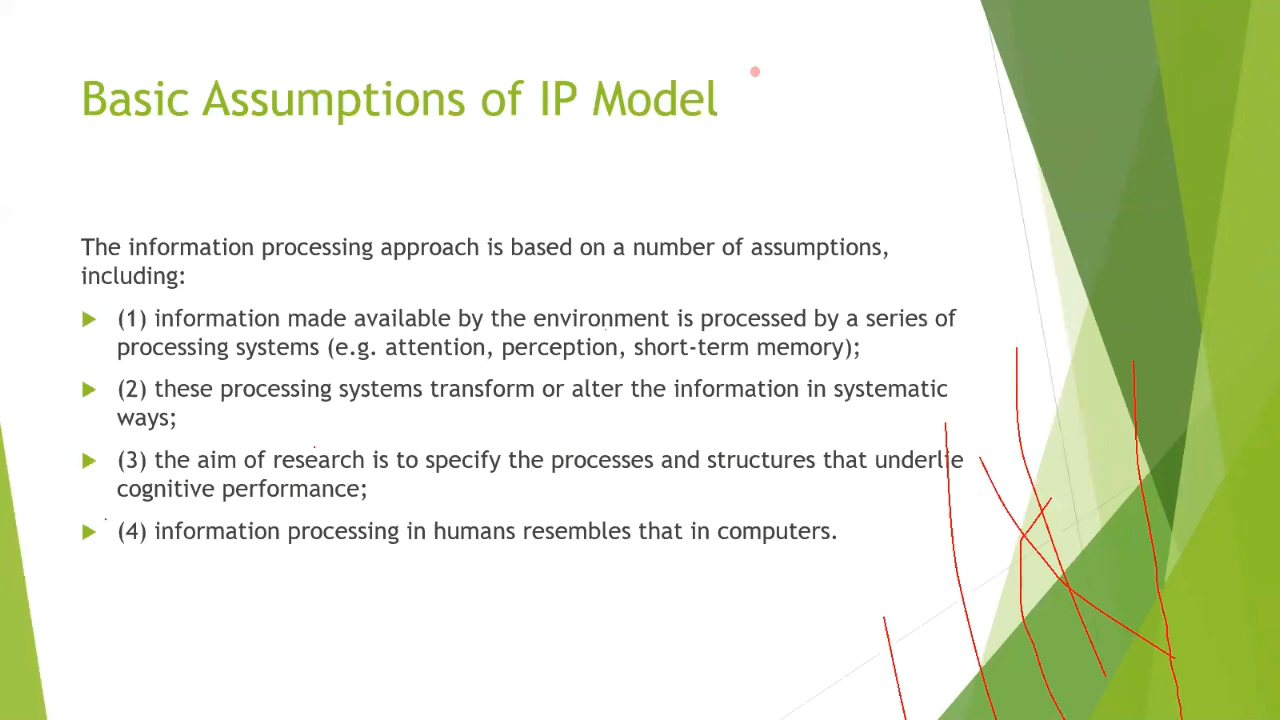 Basic Assumptions of IP Model
The information processing approach is based on a number of assumptions,
including:
(1) information made available by the environment is processed by a series of
processing systems (e.g. attention, perception, short-term memory);
(2) these processing systems transform or alter the information in systematic
ways;
(3) the aim of research is to specify the processes and structures that underlie
cognitive performance;
(4) information processing in humans resembles that in computers.